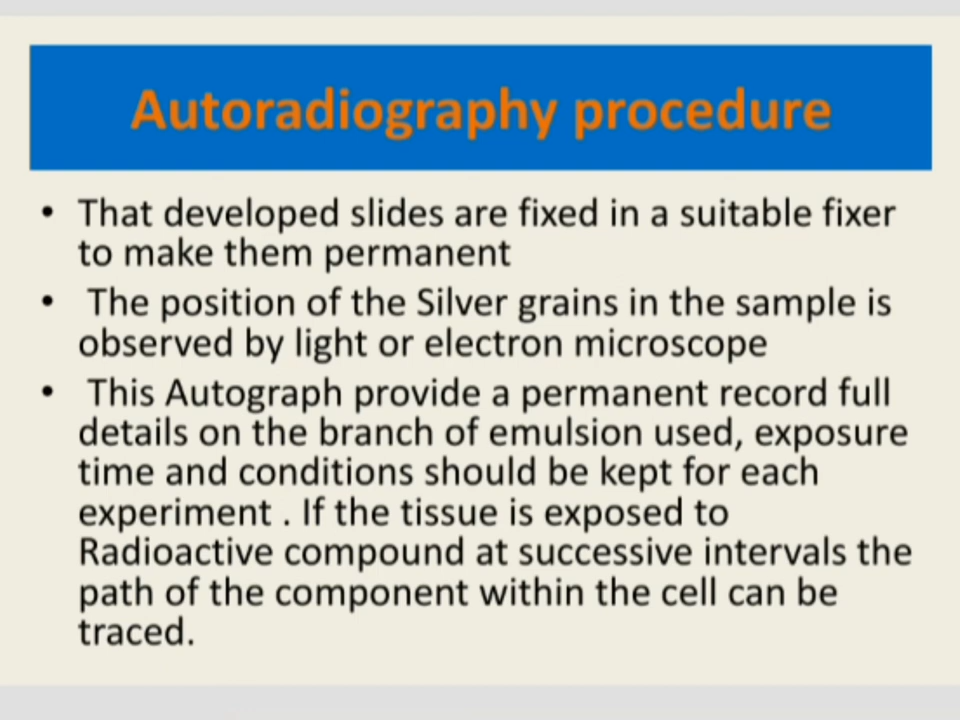 Autoradiography procedure
• That developed slides are fixed in a suitable fixer
to make them permanent
• The position of the Silver grains in the sample is
observed by light or electron microscope
• This Autograph provide a permanent record full
details on the branch of emulsion used, exposure
time and conditions should be kept for each
experiment . If the tissue is exposed to
Radioactive compound at successive intervals the
path of the component within the cell can be
traced.